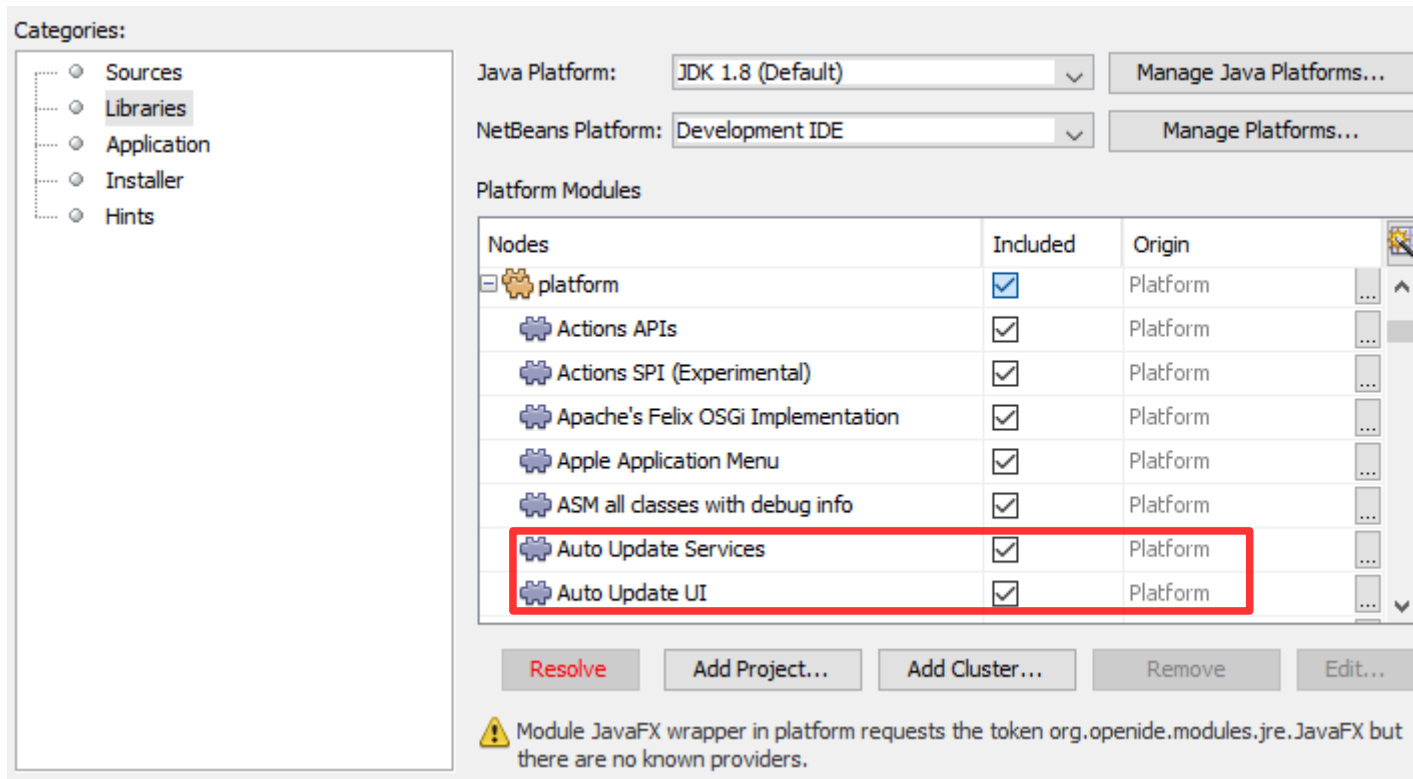 Categories:
Sources
Libraries
Application
Installer
Hints
Java Platform: JDK 1.8 (Default) Manage Java Platforms...
NetBeans Platform: Development IDE Manage Platforms...
Platform Modules
Nodes Included Origin
platform Platform ...
Actions APIs Platform ...
Actions SPI (Experimental) Platform ...
Apache's Felix OSGi Implementation Platform ...
Apple Application Menu Platform ...
ASM all classes with debug info Platform ...
Auto Update Services Platform ...
Auto Update UI Platform ...
Resolve Add Project... Add Cluster... Remove Edit...
Module JavaFX wrapper in platform requests the token org.openide.modules.jre.JavaFX but
there are no known providers.